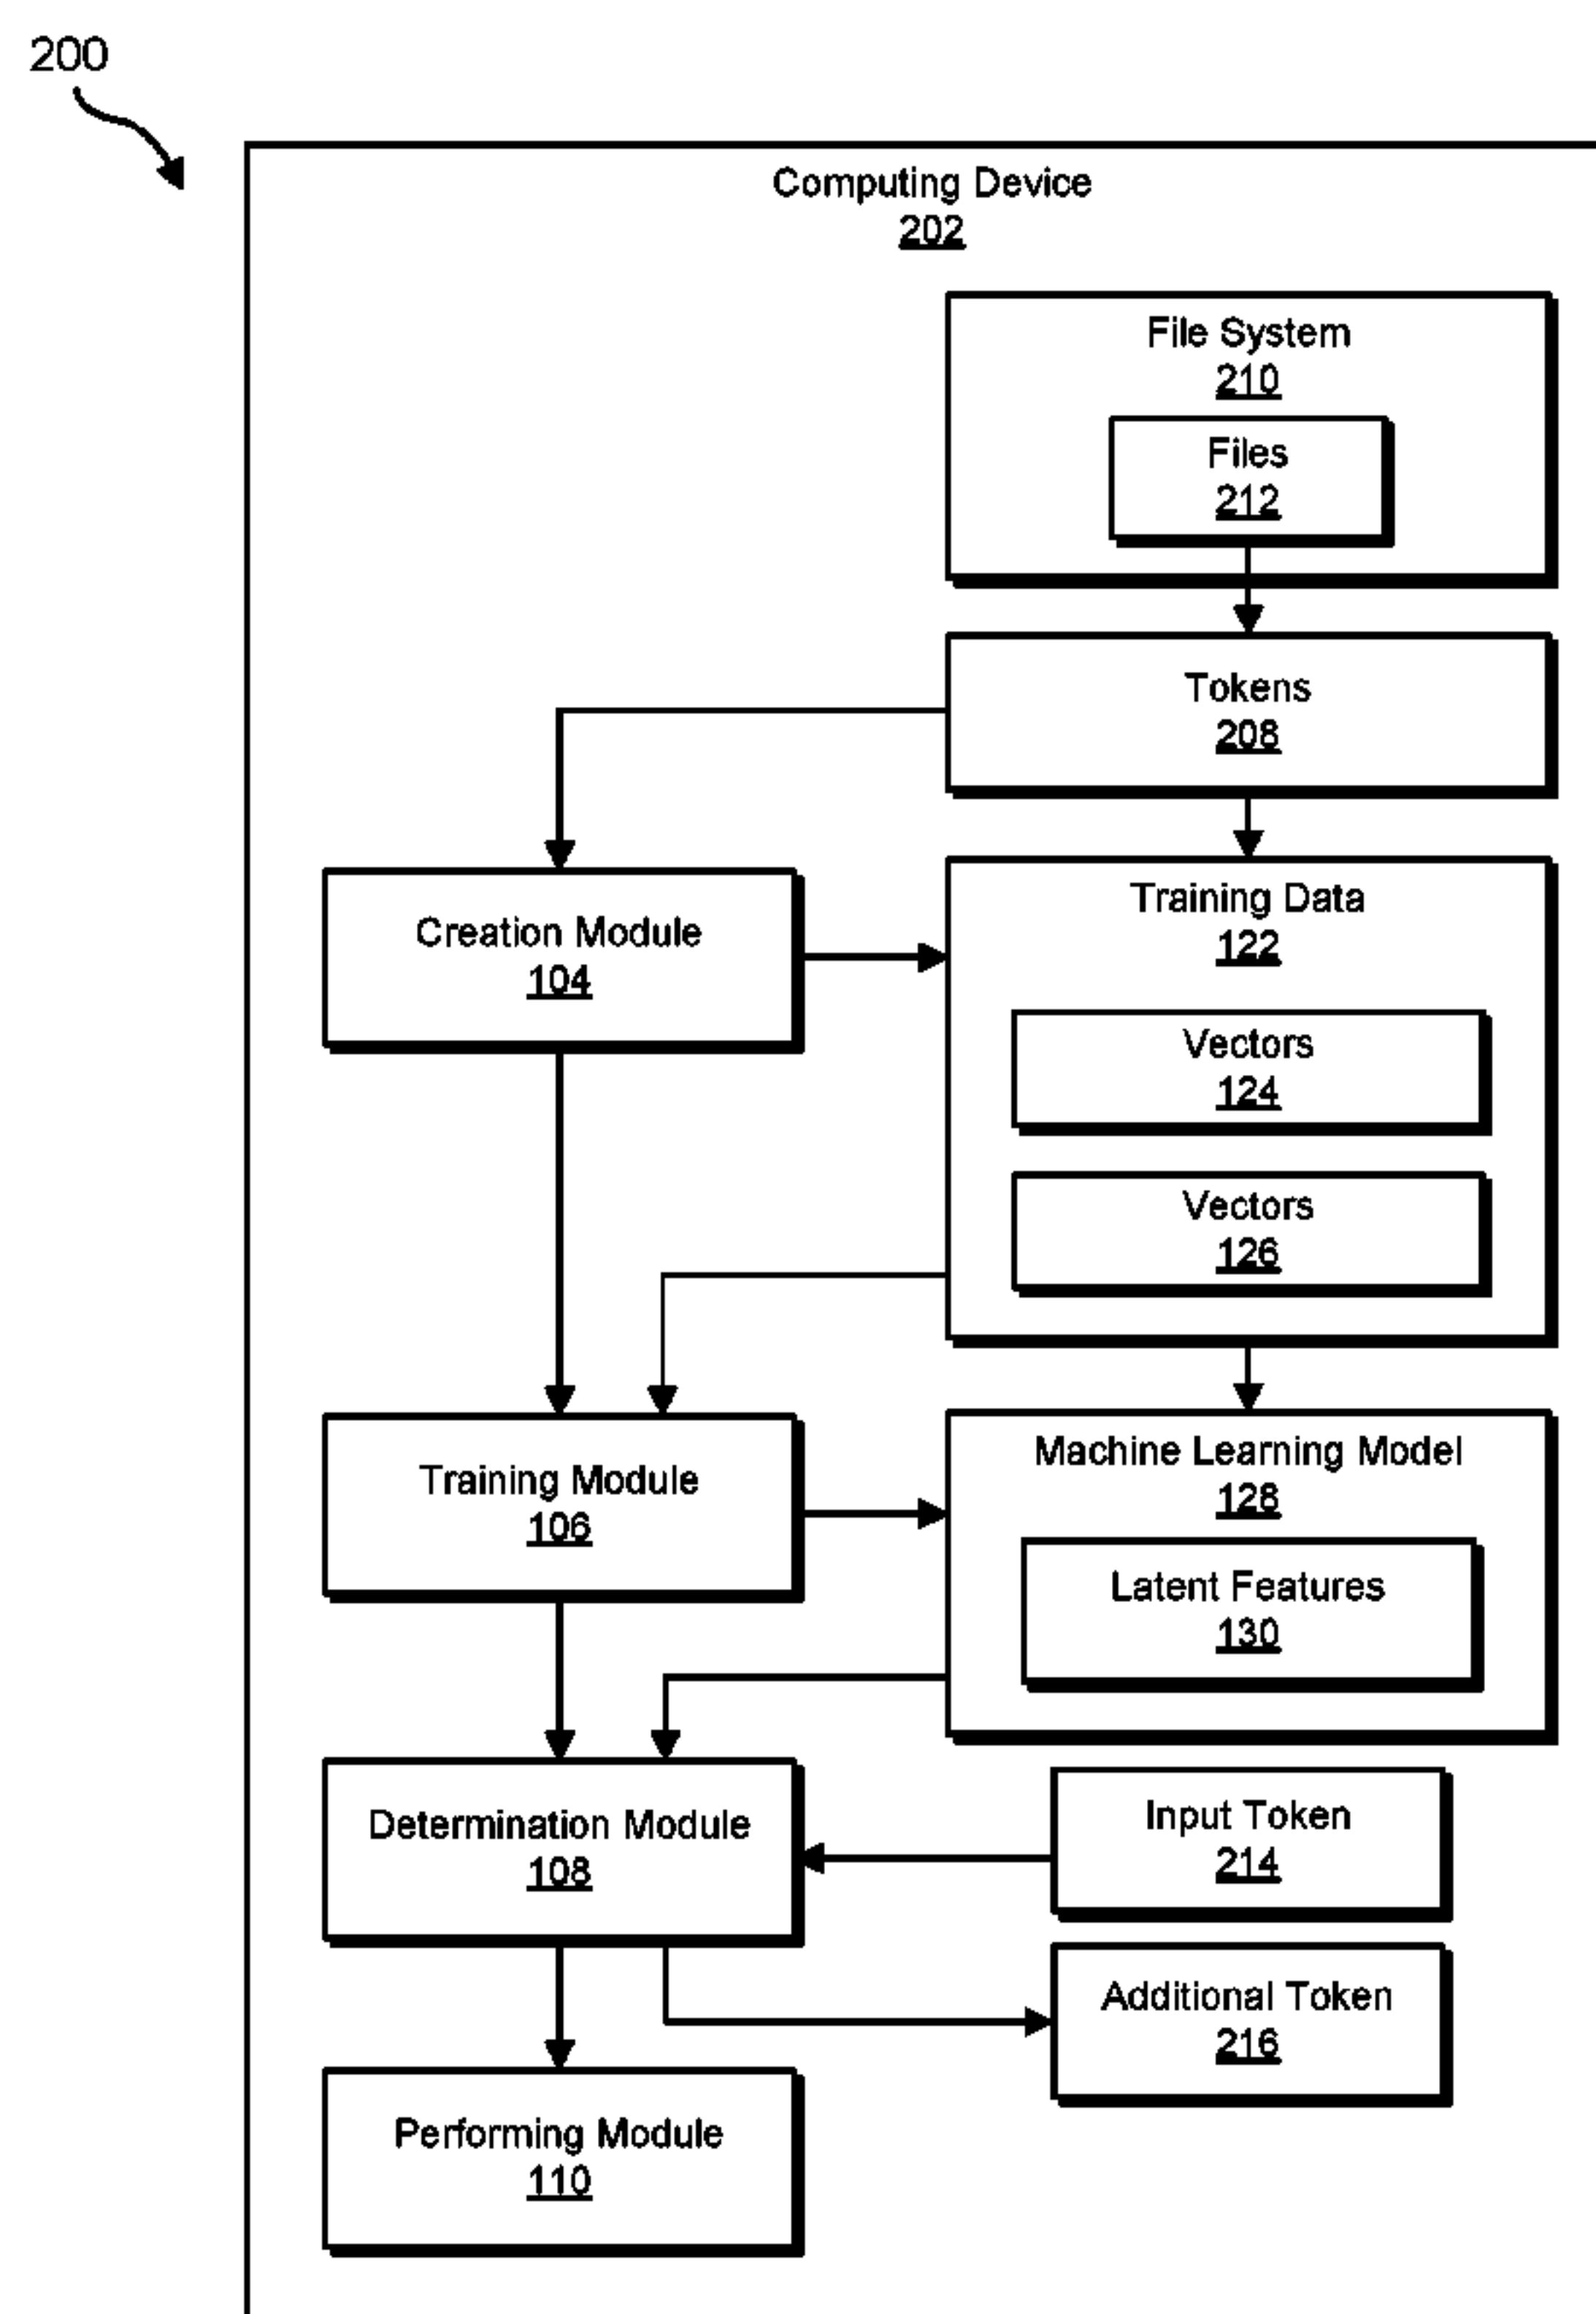 200
Computing Device
202
File System
210
Files
212
Tokens
208
Creation Module
104
Training Data
122
Vectors
124
Vectors
126
Training Module
106
Machine Learning Model
128
Latent Features
130
Determination Module
108
Input Token
214
Additional Token
216
Performing Module
110